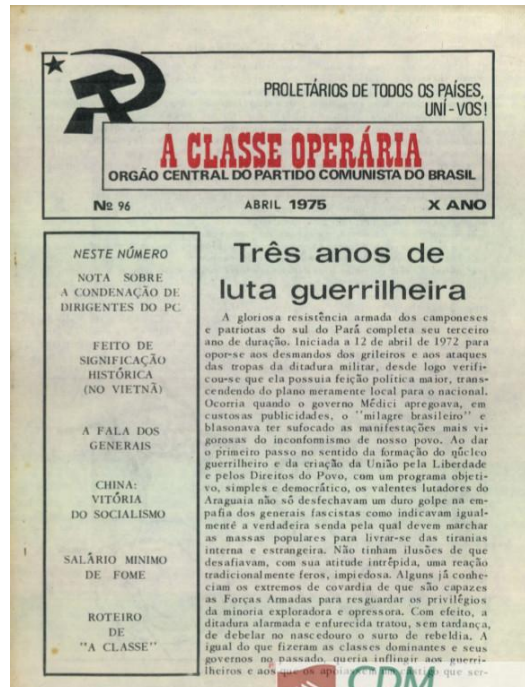 PROLETÁRIOS DE TODOS OS PAÍSES,
UNÍ-VOS!
A CLASSE OPERÁRIA
ORGÃO CENTRAL DO PARTIDO COMUNISTA DO BRASIL
Nº 96
ABRIL 1975
X ANO
NESTE NÚMERO
NOTA SOBRE
A CONDENAÇÃO DE
DIRIGENTES DO PC
FEITO DE
SIGNIFICAÇÃO
HISTÓRICA
(NO VIETNÃ)
A FALA DOS
GENERAIS
CHINA:
VITÓRIA
DO SOCIALISMO
SALÁRIO MINIMO
DE FOME
ROTEIRO
DE
"A CLASSE"
Três anos de
luta guerrilheira
A gloriosa resistência armada dos camponeses
e patriotas do sul do Pará completa seu terceiro
ano de duração. Iniciada a 12 de abril de 1972 para
opor-se aos desmandos dos grileiros e aos ataques
das tropas da ditadura militar, desde logo verifi-
cou-se que ela possuia feição política maior, trans-
cendendo do plano meramente local para o nacional.
Ocorria quando o governo Médici apregoava, em
custosas publicidades, o "milagre brasileiro" e
blasonava ter sufocado as manifestações mais vi-
gorosas do inconformismo de nosso povo. Ao dar
o primeiro passo no sentido da formação do núcleo
guerrilheiro e da criação da União pela Liberdade
e pelos Direitos do Povo, com um programa objeti-
vo, simples e democrático, os valentes lutadores do
Araguaia não só desfechavam um duro golpe na em-
pafia dos generais fascistas como indicavam igual-
mente a verdadeira senda pela qual devem marchar
as massas populares para livrar-se das tiranias
interna e estrangeira. Não tinham ilusões de que
desafiavam, com sua atitude intrépida, uma reação
tradicionalmente feros, impiedosa. Alguns já conhe-
ciam os extremos de covardia de que são capazes
as Forças Armadas para resguardar os privilégios
da minoria exploradora e opressora. Com efeito, a
ditadura alarmada e enfurecida tratou, sem tardança,
de debelar no nascedouro o surto de rebeldia. A
igual do que fizeram as classes dominantes e seus
governos no passado, queria inflingir aos guerri-
lheiros e aos que os apoiassem um castigo que ser-
CDM